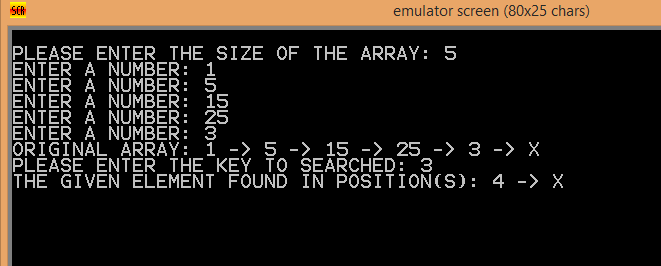 SCR
emulator screen (80x25 chars)
PLEASE ENTER THE SIZE OF THE ARRAY: 5
ENTER A NUMBER: 1
ENTER A NUMBER: 5
ENTER A NUMBER: 15
ENTER A NUMBER: 25
ENTER A NUMBER: 3
ORIGINAL ARRAY: 1 -> 5 -> 15 -> 25 -> 3 -> X
PLEASE ENTER THE KEY TO SEARCHED: 3
THE GIVEN ELEMENT FOUND IN POSITION(S): 4 -> X